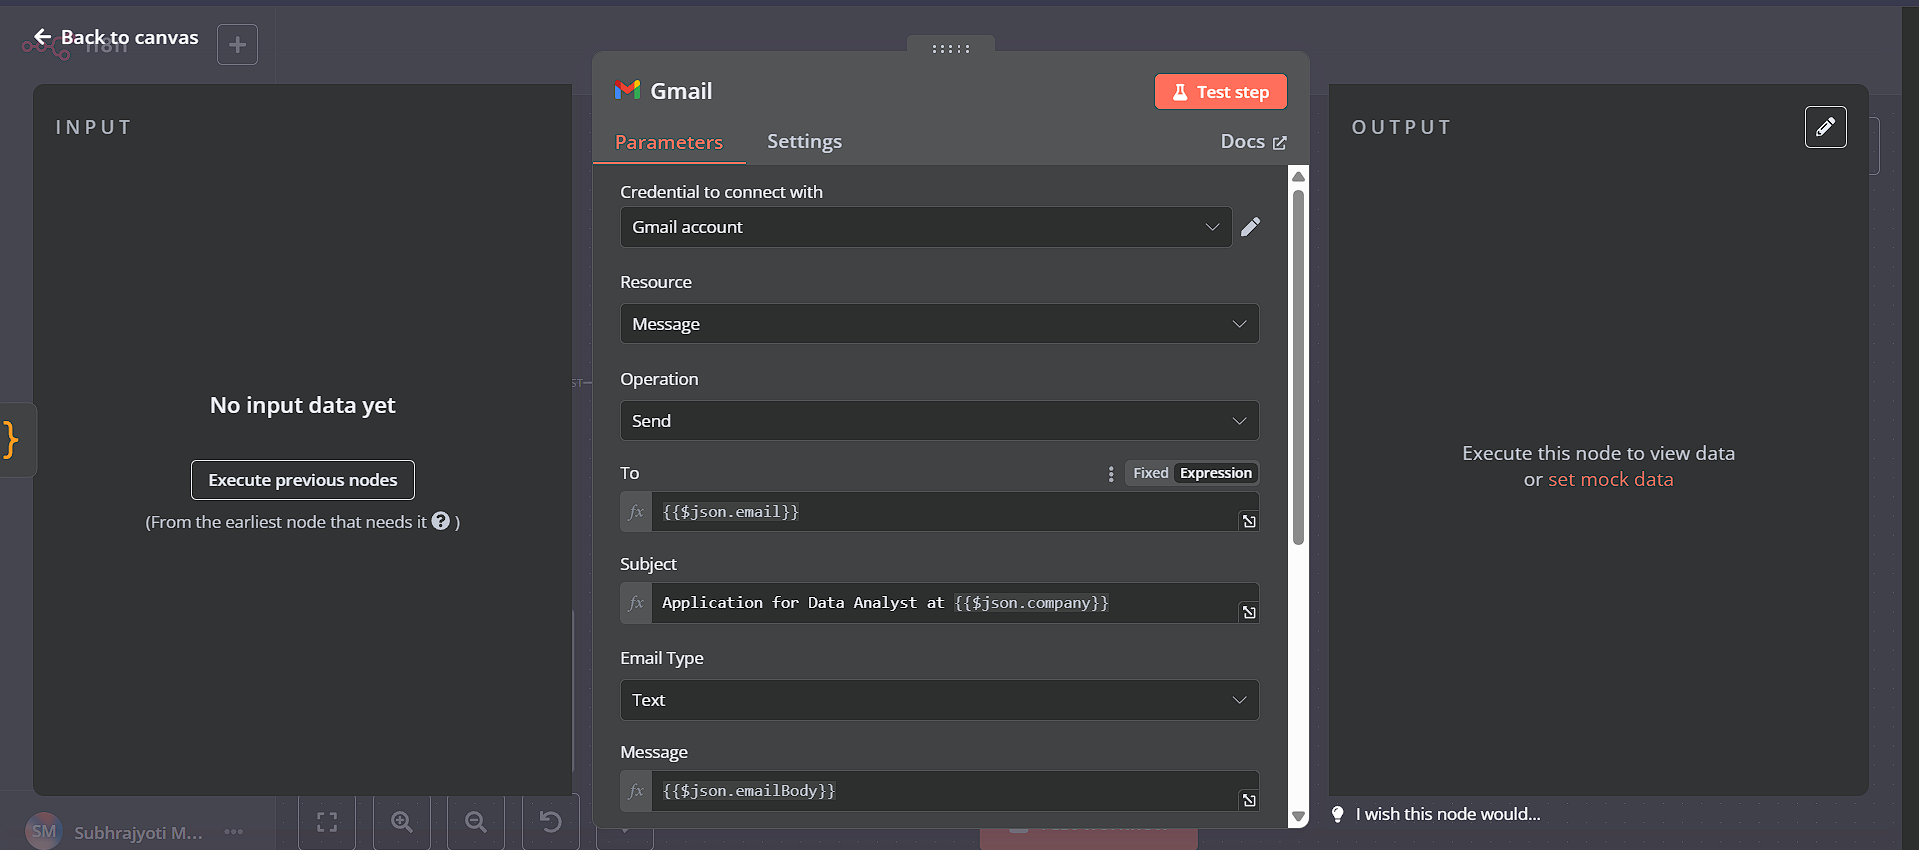 Back to canvas
n8n
INPUT
No input data yet
Execute previous nodes
(From the earliest node that needs it ? )
}
ST
Gmail
Test step
Parameters
Settings
Docs
Credential to connect with
Gmail account
Resource
Message
Operation
Send
To
Fixed
Expression
fx {{$json.email}}
Subject
fx Application for Data Analyst at {{$json.company}}
Email Type
Text
Message
fx {{$json.emailBody}}
OUTPUT
Execute this node to view data
or set mock data
I wish this node would...
SM
Subhrajyoti M...